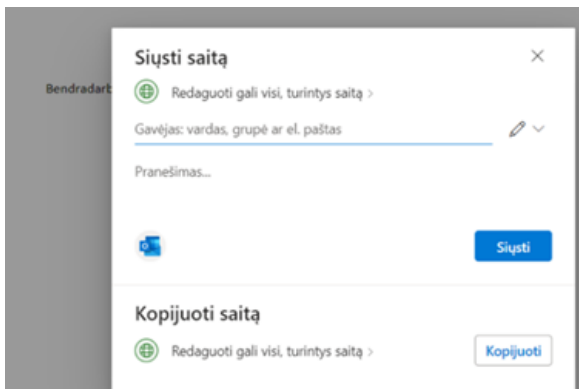 Siųsti saitą
Bendradarb
Redaguoti gali visi, turintys saitą >
Gavėjas: vardas, grupė ar el. paštas
Pranešimas...
Siųsti
Kopijuoti saitą
Redaguoti gali visi, turintys saitą >
Kopijuoti